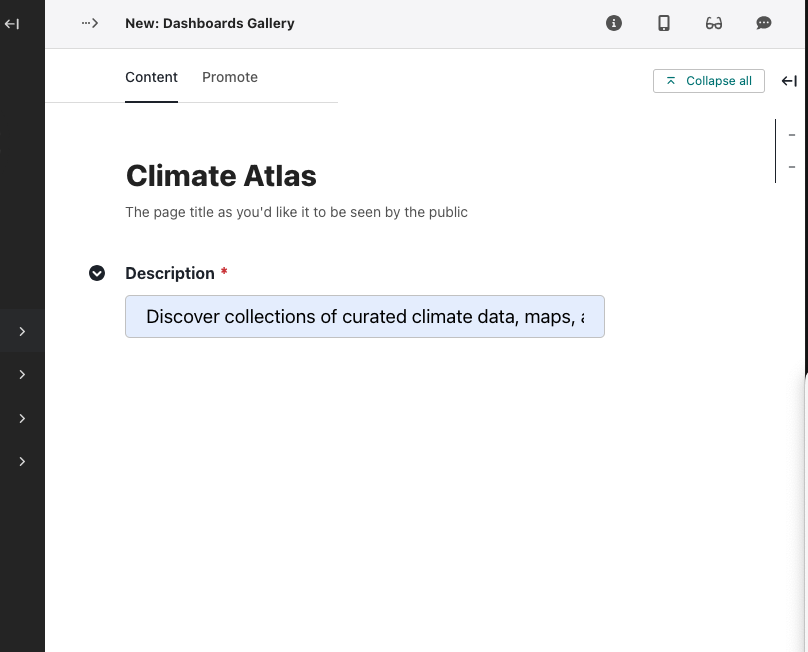 New: Dashboards Gallery
Content Promote
Collapse all
Climate Atlas
The page title as you'd like it to be seen by the public
Description *
Discover collections of curated climate data, maps,